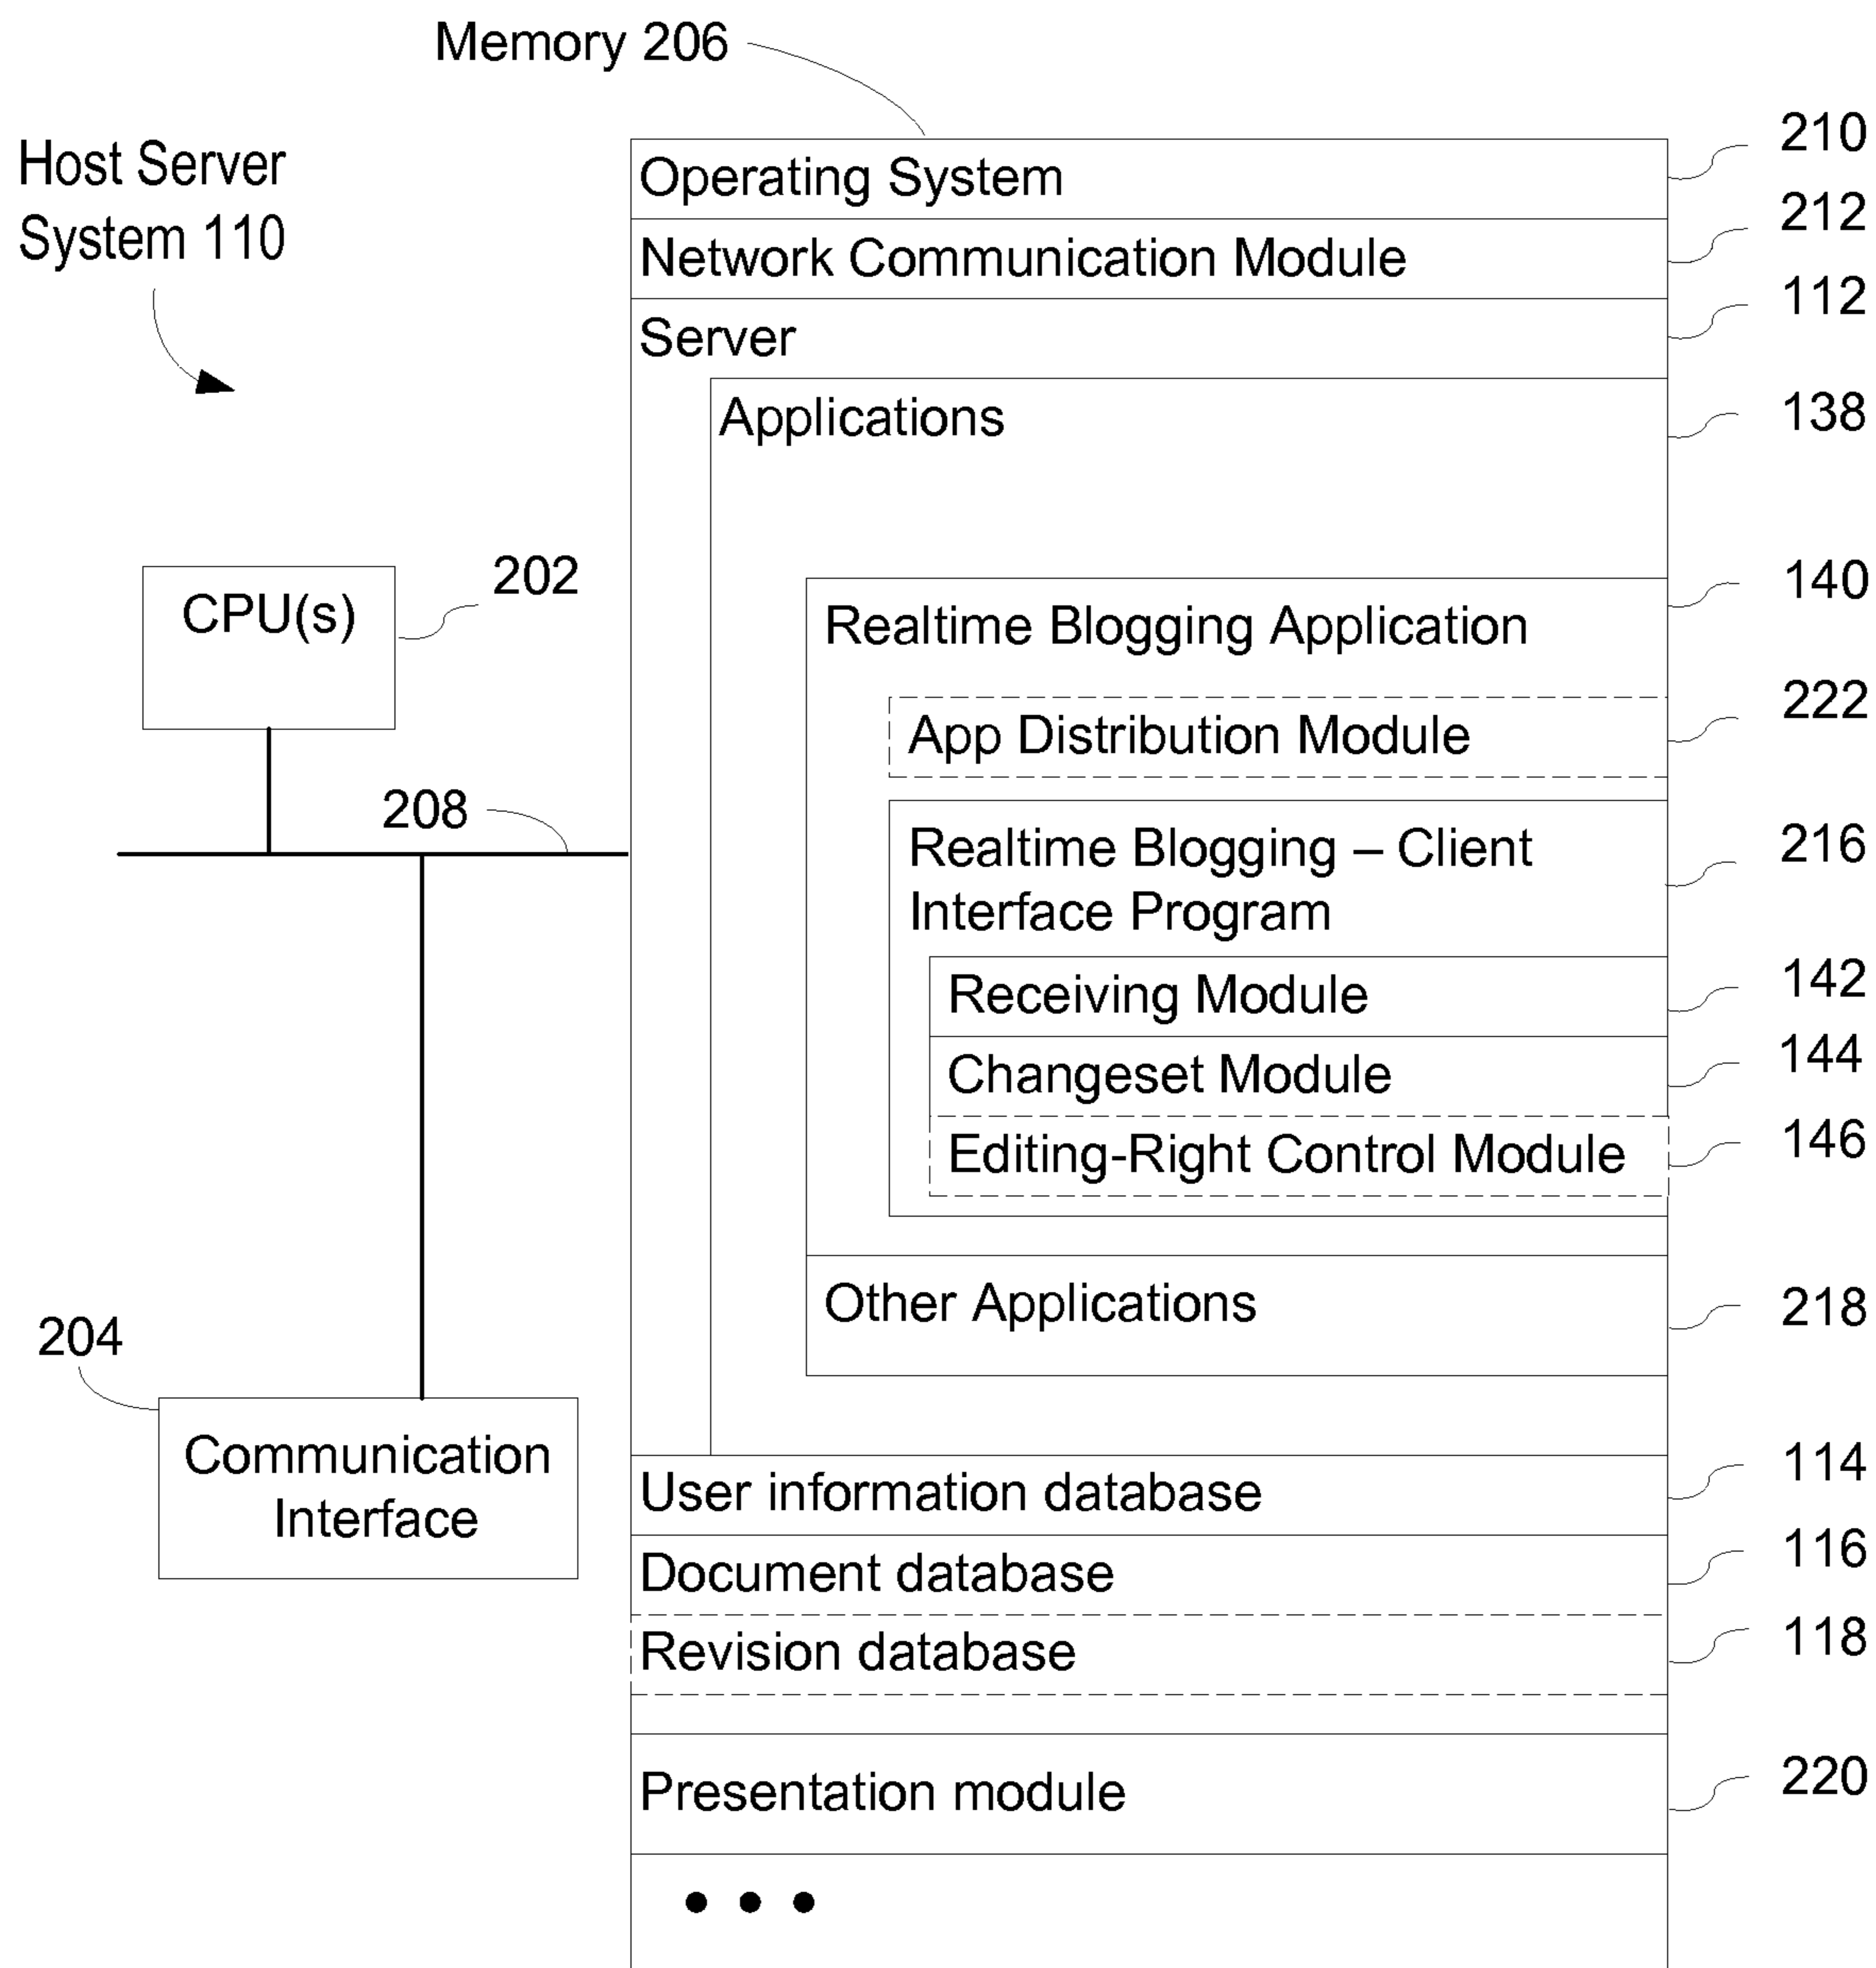 Memory 206
Host Server
System 110
Operating System
210
Network Communication Module
212
Server
112
Applications
138
CPU(s)
202
Realtime Blogging Application
140
App Distribution Module
222
208
Realtime Blogging – Client
Interface Program
216
Receiving Module
142
Changeset Module
144
Editing-Right Control Module
146
Other Applications
218
204
Communication
Interface
User information database
114
Document database
116
Revision database
118
Presentation module
220
• • •